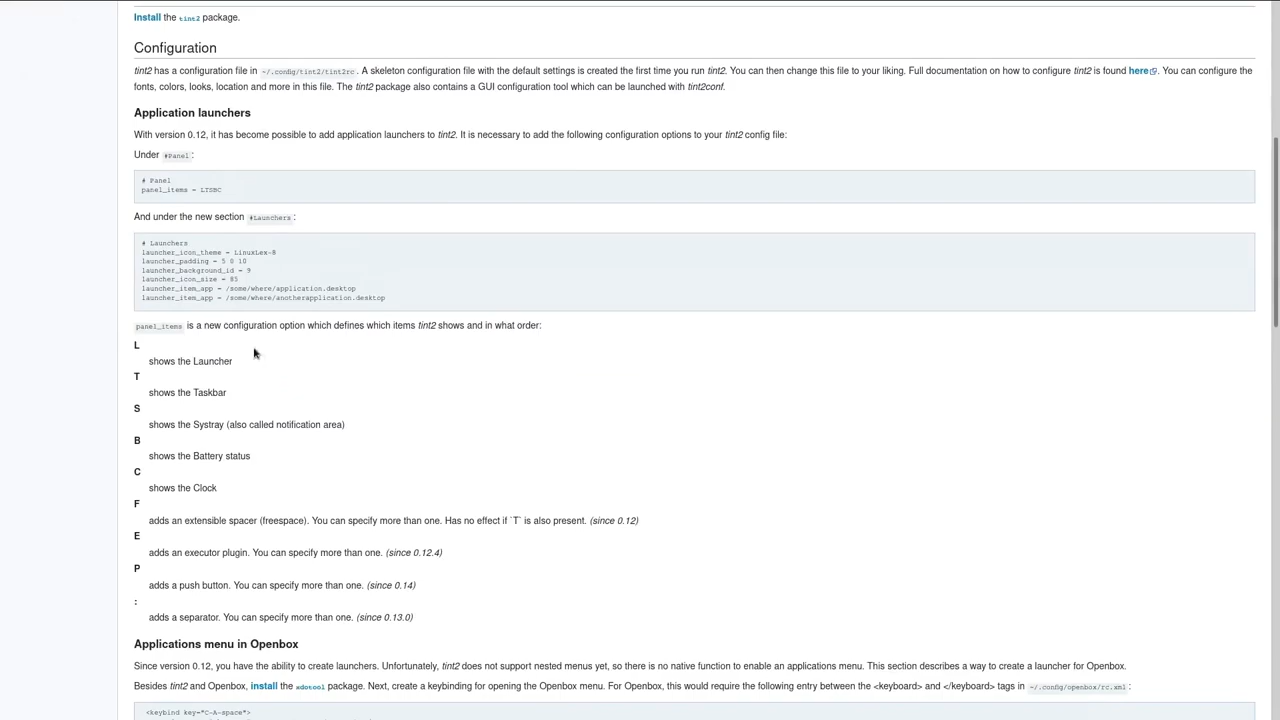 Install the tint2 package.
Configuration
tint2 has a configuration file in ~/.config/tint2/tint2rc. A skeleton configuration file with the default settings is created the first time you run tint2. You can then change this file to your liking. Full documentation on how to configure tint2 is found here. You can configure the
fonts, colors, looks, location and more in this file. The tint2 package also contains a GUI configuration tool which can be launched with tint2conf.
Application launchers
With version 0.12, it has become possible to add application launchers to tint2. It is necessary to add the following configuration options to your tint2 config file:
Under #Panel:
# Panel
panel_items = LTSBC
And under the new section #Launchers:
# Launchers
launcher_icon_theme = LinuxLex-8
launcher_padding = 5 0 10
launcher_background_id = 9
launcher_icon_size = 85
launcher_item_app = /some/where/application.desktop
launcher_item_app = /some/where/anotherapplication.desktop
panel_items is a new configuration option which defines which items tint2 shows and in what order:
L
shows the Launcher
T
shows the Taskbar
S
shows the Systray (also called notification area)
B
shows the Battery status
C
shows the Clock
F
adds an extensible spacer (freespace). You can specify more than one. Has no effect if `T` is also present. (since 0.12)
E
adds an executor plugin. You can specify more than one. (since 0.12.4)
P
adds a push button. You can specify more than one. (since 0.14)
:
adds a separator. You can specify more than one. (since 0.13.0)
Applications menu in Openbox
Since version 0.12, you have the ability to create launchers. Unfortunately, tint2 does not support nested menus yet, so there is no native function to enable an applications menu. This section describes a way to create a launcher for Openbox.
Besides tint2 and Openbox, install the xdotool package. Next, create a keybinding for opening the Openbox menu. For Openbox, this would require the following entry between the <keyboard> and </keyboard> tags in ~/.config/openbox/rc.xml:
<keybind key="C-A-space">